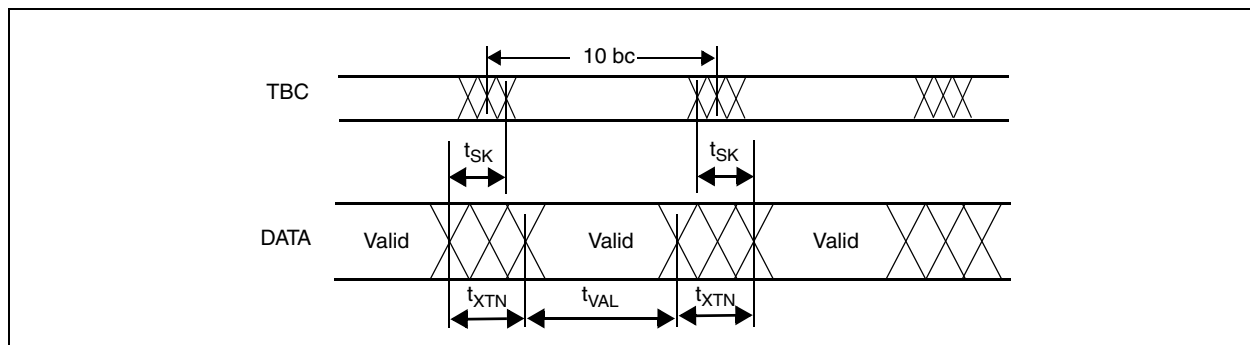 10 bc
TBC
tSK tSK
DATA Valid Valid Valid
tXTN tVAL tXTN